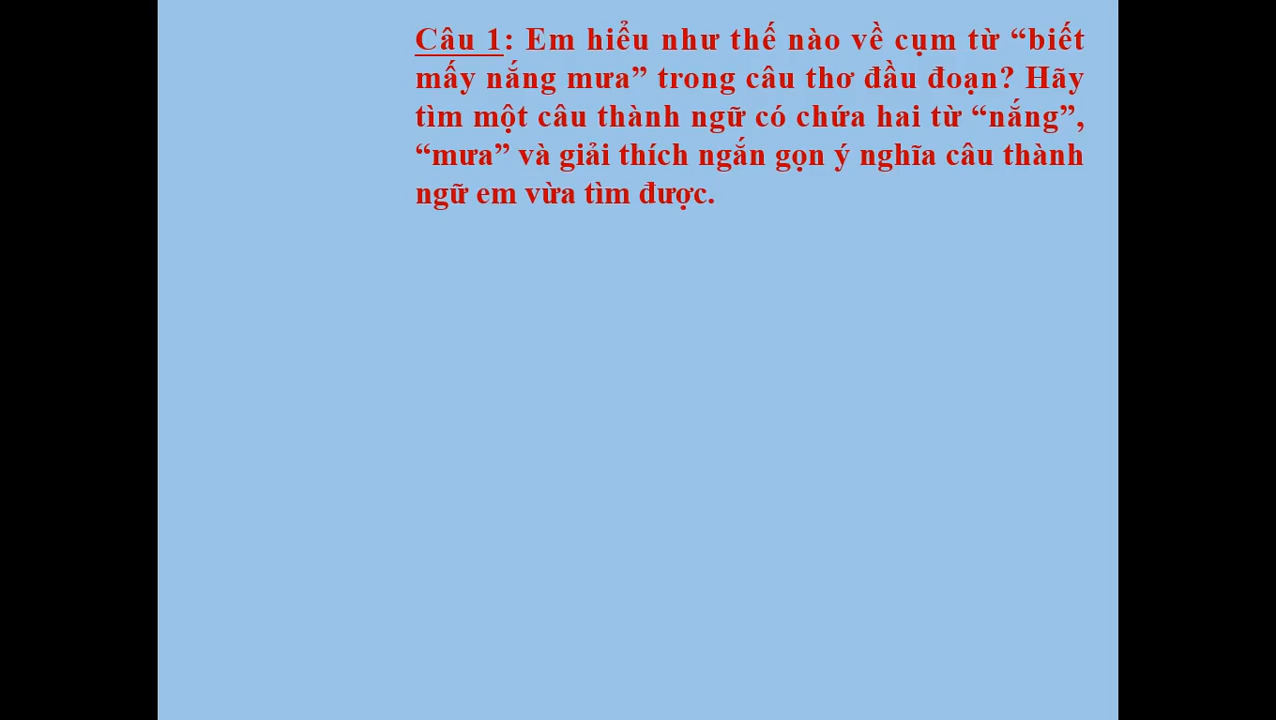 Câu 1: Em hiểu như thế nào về cụm từ “biết
mấy nắng mưa” trong câu thơ đầu đoạn? Hãy
tìm một câu thành ngữ có chứa hai từ “nắng”,
“mưa” và giải thích ngắn gọn ý nghĩa câu thành
ngữ em vừa tìm được.